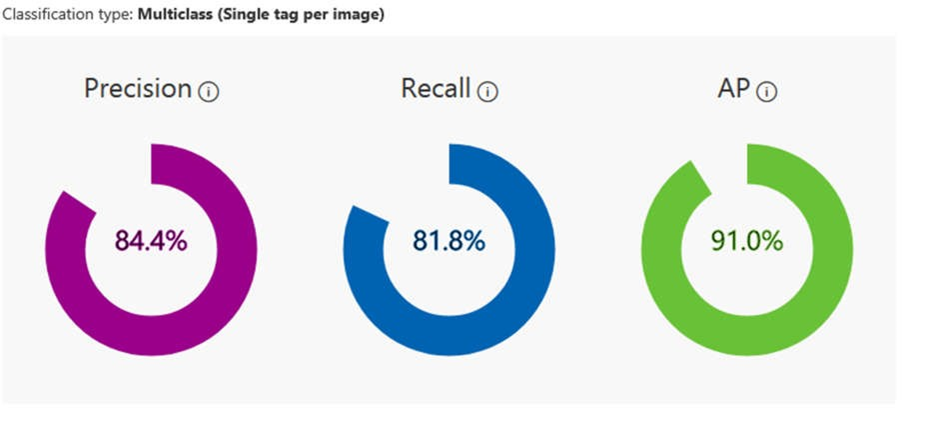 Classification type: Multiclass (Single tag per image)
Precision ⓘ
Recall ⓘ
AP ⓘ
84.4%
81.8%
91.0%